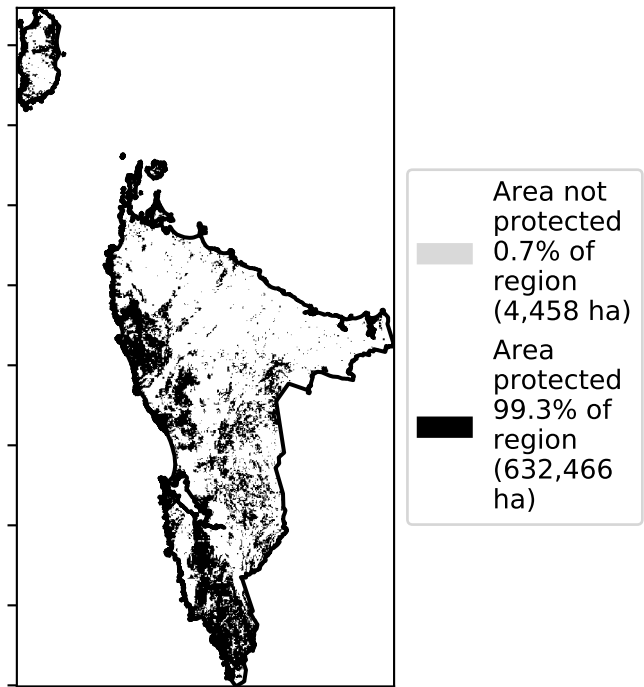 Area not
protected
0.7% of
region
(4,458 ha)
Area
protected
99.3% of
region
(632,466
ha)